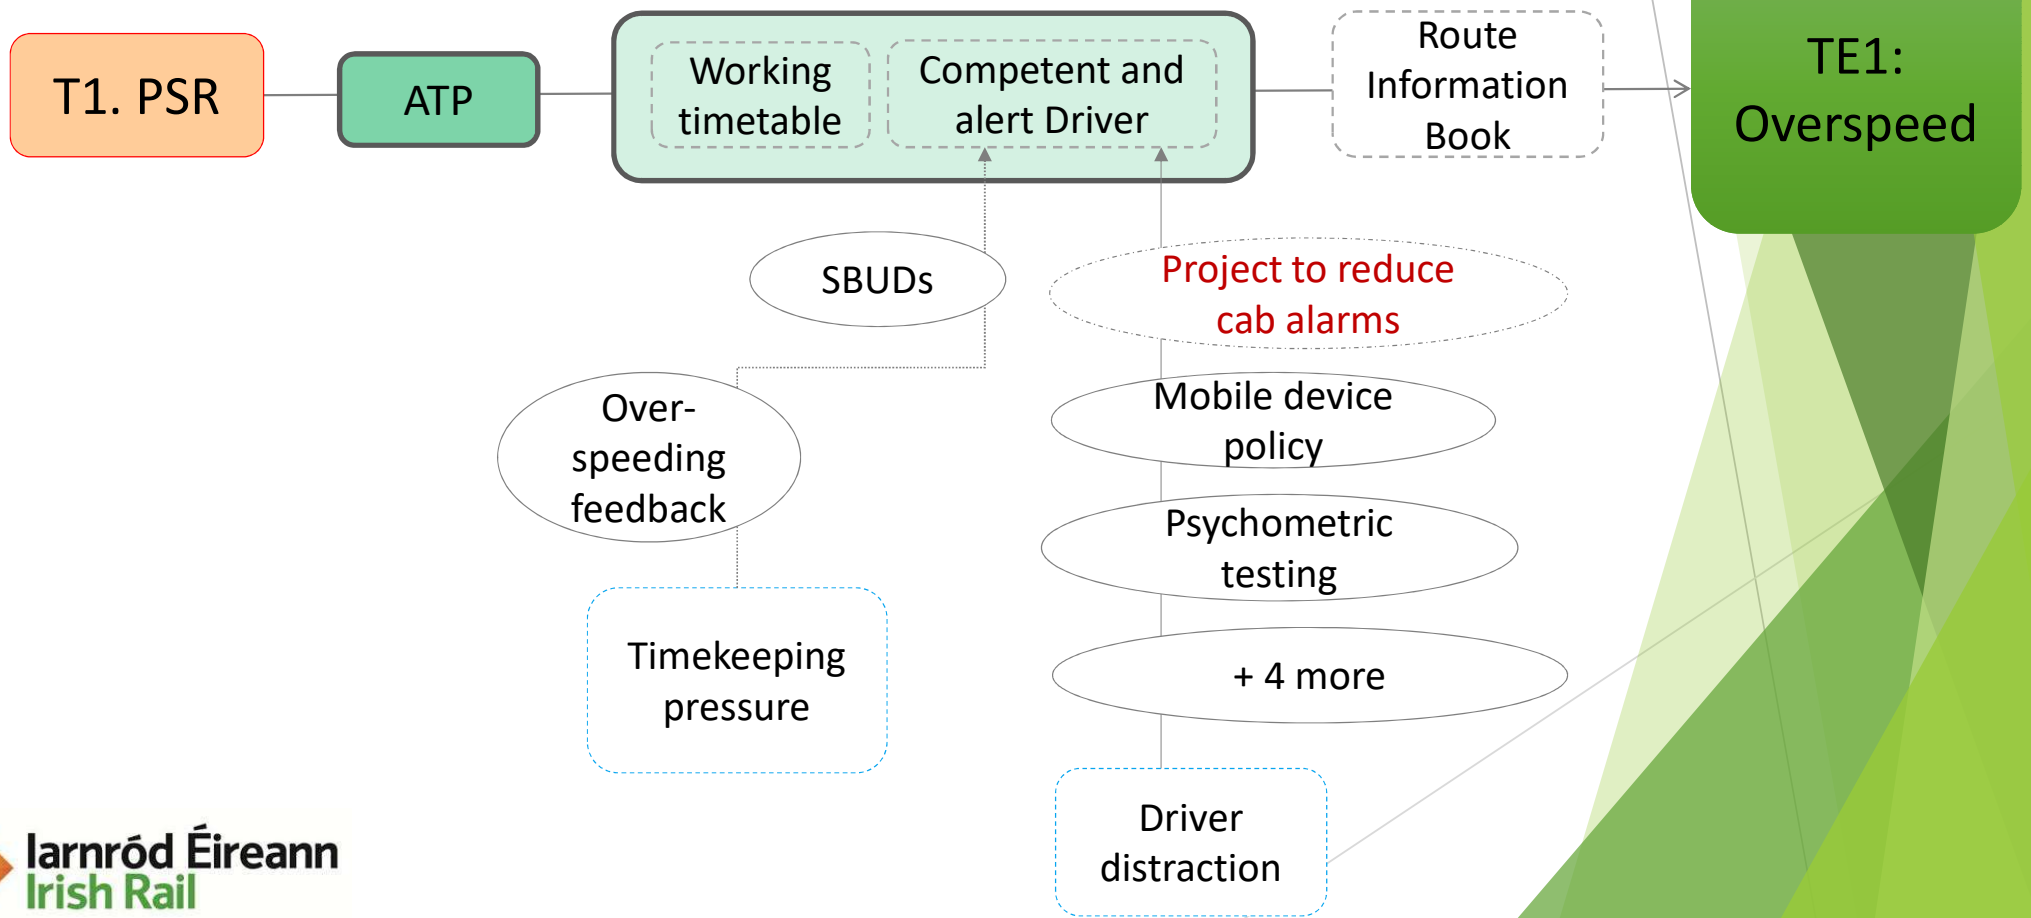 T1. PSR
ATP
Working
timetable
Competent and
alert Driver
Route
Information
Book
TE1:
Overspeed
SBUDs
Project to reduce
cab alarms
Over-
speeding
feedback
Mobile device
policy
Psychometric
testing
Timekeeping
pressure
+ 4 more
Driver
distraction
Iarnród Éireann
Irish Rail